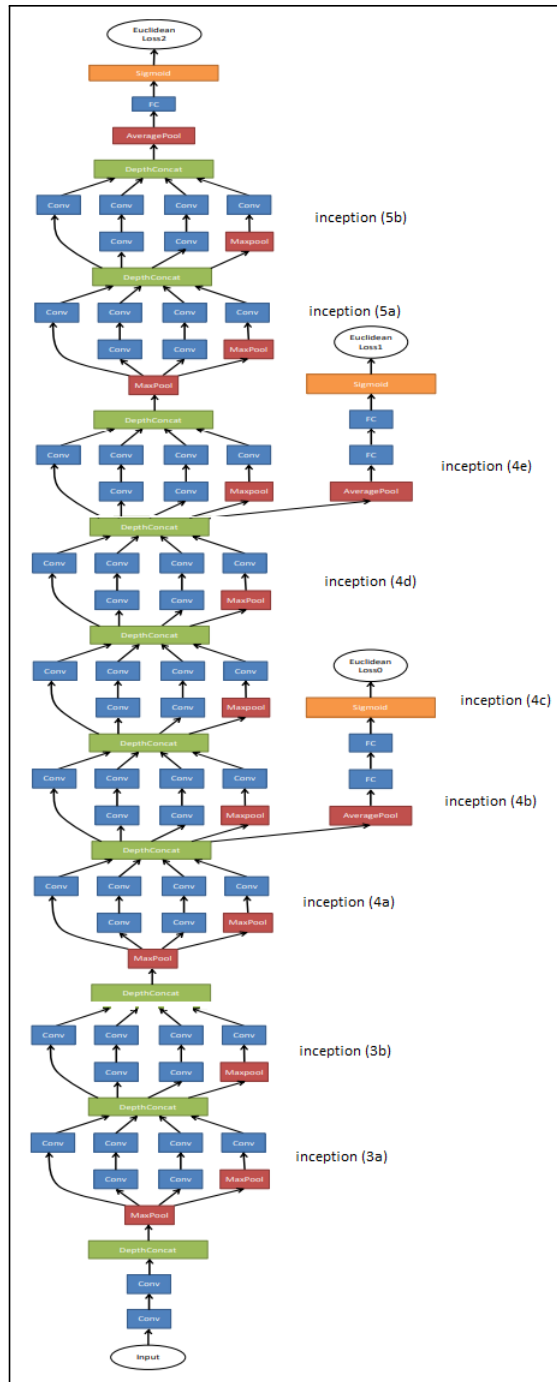 Euclidean
Loss2
Sigmoid
FC
AveragePool
DepthConcat
Conv Conv Conv Conv
inception (5b)
Conv Conv Maxpool
DepthConcat
Conv Conv Conv Conv
inception (5a)
Conv Conv MaxPool
Euclidean
Loss1
MaxPool
Sigmoid
DepthConcat
FC
Conv Conv Conv Conv
FC
inception (4e)
Conv Conv Maxpool
AveragePool
DepthConcat
Conv Conv Conv Conv
inception (4d)
Conv Conv MaxPool
DepthConcat
Euclidean
Loss0
Conv Conv Conv Conv
inception (4c)
Conv Conv Maxpool
Sigmoid
DepthConcat
FC
Conv Conv Conv Conv
FC
inception (4b)
Conv Conv Maxpool
AveragePool
DepthConcat
Conv Conv Conv Conv
inception (4a)
Conv Conv MaxPool
MaxPool
DepthConcat
Conv Conv Conv Conv
inception (3b)
Conv Conv Maxpool
DepthConcat
Conv Conv Conv Conv
inception (3a)
Conv Conv MaxPool
MaxPool
DepthConcat
Conv
Conv
Input